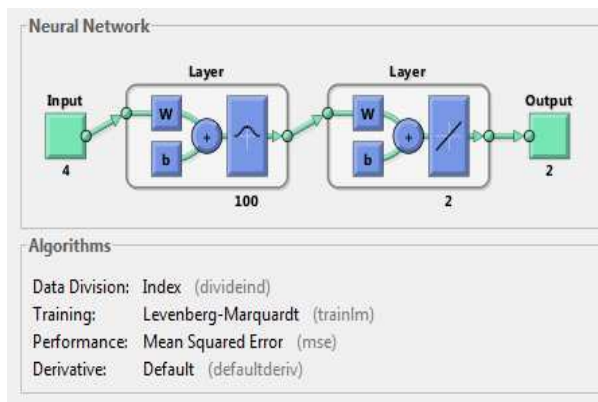 Neural Network
Layer Layer
Input Output
W W
+ +
b b
4 2
100 2
Algorithms
Data Division: Index (divideind)
Training: Levenberg-Marquardt (trainlm)
Performance: Mean Squared Error (mse)
Derivative: Default (defaultderiv)